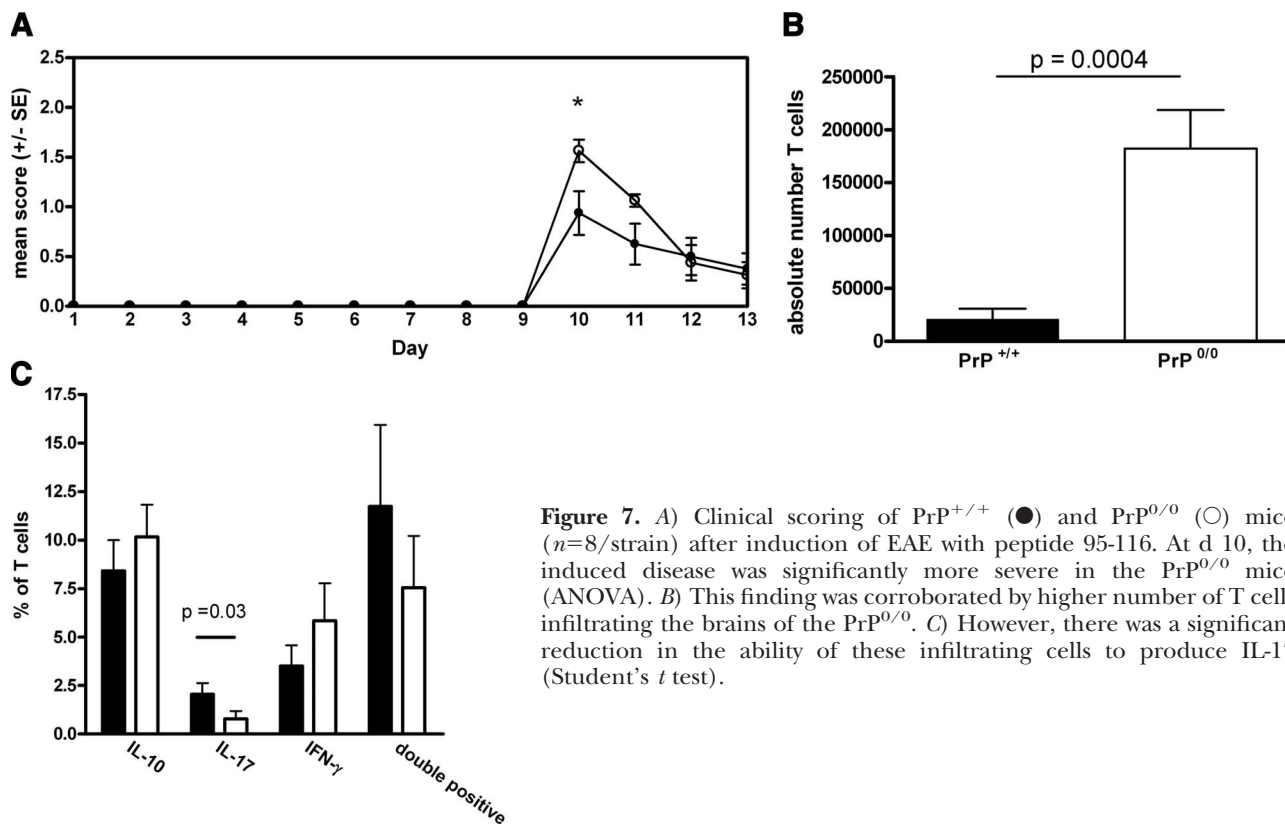 A
mean score (+/- SE)
2.5
2.0
1.5
1.0
0.5
0.0
*
1 2 3 4 5 6 7 8 9 10 11 12 13
Day
B
p = 0.0004
absolute number T cells
250000
200000
150000
100000
50000
0
PrP +/+ PrP 0/0
C
% of T cells
17.5
15.0
12.5
10.0
7.5
5.0
2.5
0.0
p =0.03
IL-10 IL-17 IFN-γ double positive
Figure 7. A) Clinical scoring of PrP+/+ (●) and PrP0/0 (○) mice
(n=8/strain) after induction of EAE with peptide 95-116. At d 10, the
induced disease was significantly more severe in the PrP0/0 mice
(ANOVA). B) This finding was corroborated by higher number of T cell
infiltrating the brains of the PrP0/0. C) However, there was a significan
reduction in the ability of these infiltrating cells to produce IL-1
(Student's t test).